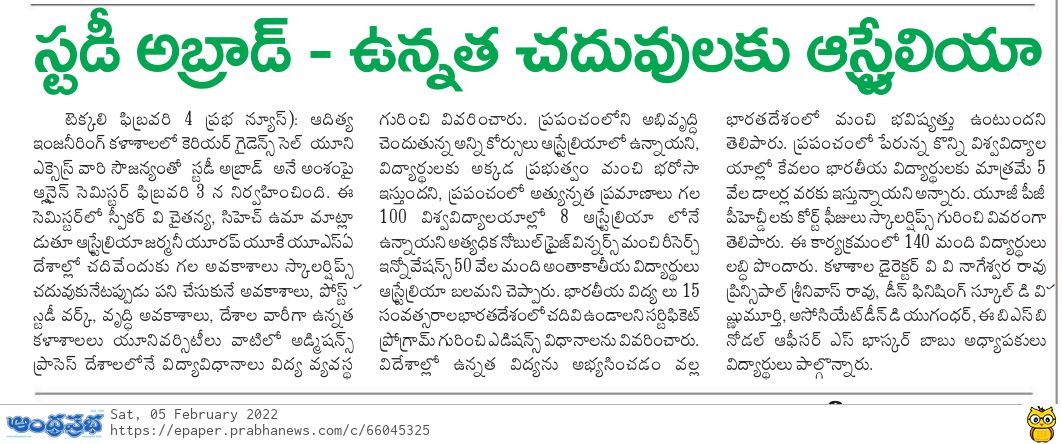 స్టడీ అబ్రాడ్ - ఉన్నత చదువులకు ఆస్ట్రేలియా
టెక్కలి ఫిబ్రవరి 4 ప్రభ న్యూస్): ఆదిత్య
ఇంజనీరింగ్ కళాశాలలో కెరియర్ గైడెన్స్ సెల్ యూని
ఎక్సెస్ వారి సౌజన్యంతో స్టడీ అబ్రాడ్ అనే అంశంపై
ఆన్లైన్ సెమిస్టర్ ఫిబ్రవరి 3 న నిర్వహించింది. ఈ
సెమిస్టర్‌లో స్పీకర్ వి చైతన్య, సిహెచ్ ఉమా మాట్లా
డుతూ ఆస్ట్రేలియా జర్మనీ యూరప్ యూకే యూఎస్ఏ
దేశాల్లో చదివేందుకు గల అవకాశాలు స్కాలర్షిప్స్
చదువుకునేటప్పుడు పని చేసుకునే అవకాశాలు, పోస్ట్
స్టడీ వర్క్, వృద్ధి అవకాశాలు, దేశాల వారీగా ఉన్నత
కళాశాలలు యూనివర్సిటీలు వాటిలో అడ్మిషన్స్
ప్రాసెస్ దేశాలలోనే విద్యావిధానాలు విద్య వ్యవస్థ
గురించి వివరించారు. ప్రపంచంలోని అభివృద్ధి
చెందుతున్న అన్ని కోర్సులు ఆస్ట్రేలియాలో ఉన్నాయని,
విద్యార్థులకు అక్కడ ప్రభుత్వం మంచి భరోసా
ఇస్తుందని, ప్రపంచంలో అత్యున్నత ప్రమాణాలు గల
100 విశ్వవిద్యాలయాల్లో 8 ఆస్ట్రేలియా లోనే
ఉన్నాయని అత్యధిక నోబుల్ ప్రైజ్ విన్నర్స్ మంచి రీసెర్చ్
ఇన్నోవేషన్స్ 50 వేల మంది అంతర్జాతీయ విద్యార్థులు
ఆస్ట్రేలియా బలమని చెప్పారు. భారతీయ విద్య లు 15
సంవత్సరాల భారతదేశంలో చదివి ఉండాలని సర్టిఫికెట్
ప్రోగ్రామ్ గురించి ఎడిషన్స్ విధానాలను వివరించారు.
విదేశాల్లో ఉన్నత విద్యను అభ్యసించడం వల్ల
భారతదేశంలో మంచి భవిష్యత్తు ఉంటుందని
తెలిపారు. ప్రపంచంలో పేరున్న కొన్ని విశ్వవిద్యాల
యాల్లో కేవలం భారతీయ విద్యార్థులకు మాత్రమే 5
వేల డాలర్ల వరకు ఇస్తున్నాయని అన్నారు. యూజీ పీజీ
పీహెచ్డీలకు కోర్ట్ ఫీజులు స్కాలర్షిప్స్ గురించి వివరంగా
తెలిపారు. ఈ కార్యక్రమంలో 140 మంది విద్యార్థులు
లబ్ధి పొందారు. కళాశాల డైరెక్టర్ వి వి నాగేశ్వర రావు
ప్రిన్సిపాల్ శ్రీనివాస్ రావు, డీన్ ఫినిషింగ్ స్కూల్ డి వి
ష్ణుమూర్తి, అసోసియేట్ డీన్ డి యుగంధర్, ఈ బి ఎస్ బి
నోడల్ ఆఫీసర్ ఎస్ భాస్కర్ బాబు అధ్యాపకులు
విద్యార్థులు పాల్గొన్నారు.
ఆంధ్రప్రభ
Sat, 05 February 2022
https://epaper.prabhanews.com/c/66045325